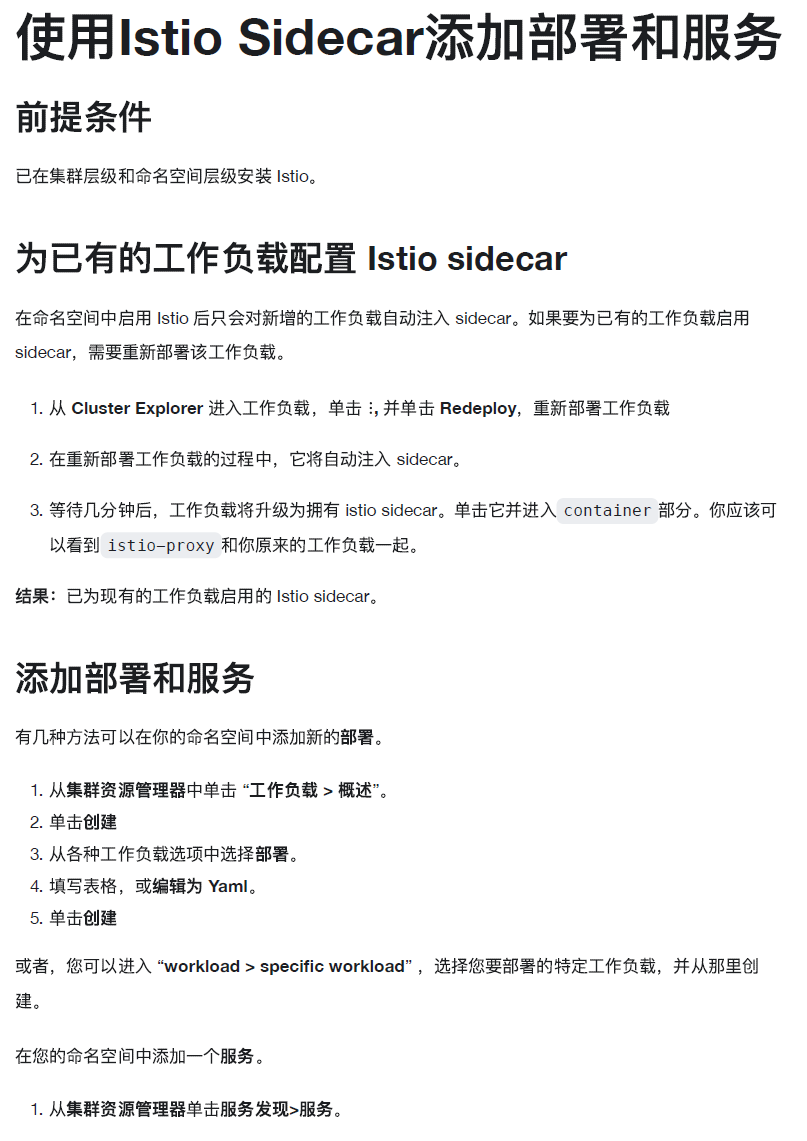 使用Istio Sidecar添加部署和服务
前提条件
已在集群层级和命名空间层级安装 Istio。
为已有的工作负载配置 Istio sidecar
在命名空间中启用 Istio 后只会对新增的工作负载自动注入 sidecar。如果要为已有的工作负载启用
sidecar，需要重新部署该工作负载。
1. 从 Cluster Explorer 进入工作负载，单击 ⋮, 并单击 Redeploy，重新部署工作负载
2. 在重新部署工作负载的过程中，它将自动注入 sidecar。
3. 等待几分钟后，工作负载将升级为拥有 istio sidecar。单击它并进入 container 部分。你应该可
以看到 istio-proxy 和你原来的工作负载一起。
结果：已为现有的工作负载启用的 Istio sidecar。
添加部署和服务
有几种方法可以在你的命名空间中添加新的部署。
1. 从集群资源管理器中单击 “工作负载 > 概述”。
2. 单击创建
3. 从各种工作负载选项中选择部署。
4. 填写表格，或编辑为 Yaml。
5. 单击创建
或者，您可以进入 “workload > specific workload” ，选择您要部署的特定工作负载，并从那里创
建。
在您的命名空间中添加一个服务。
1. 从集群资源管理器单击服务发现>服务。